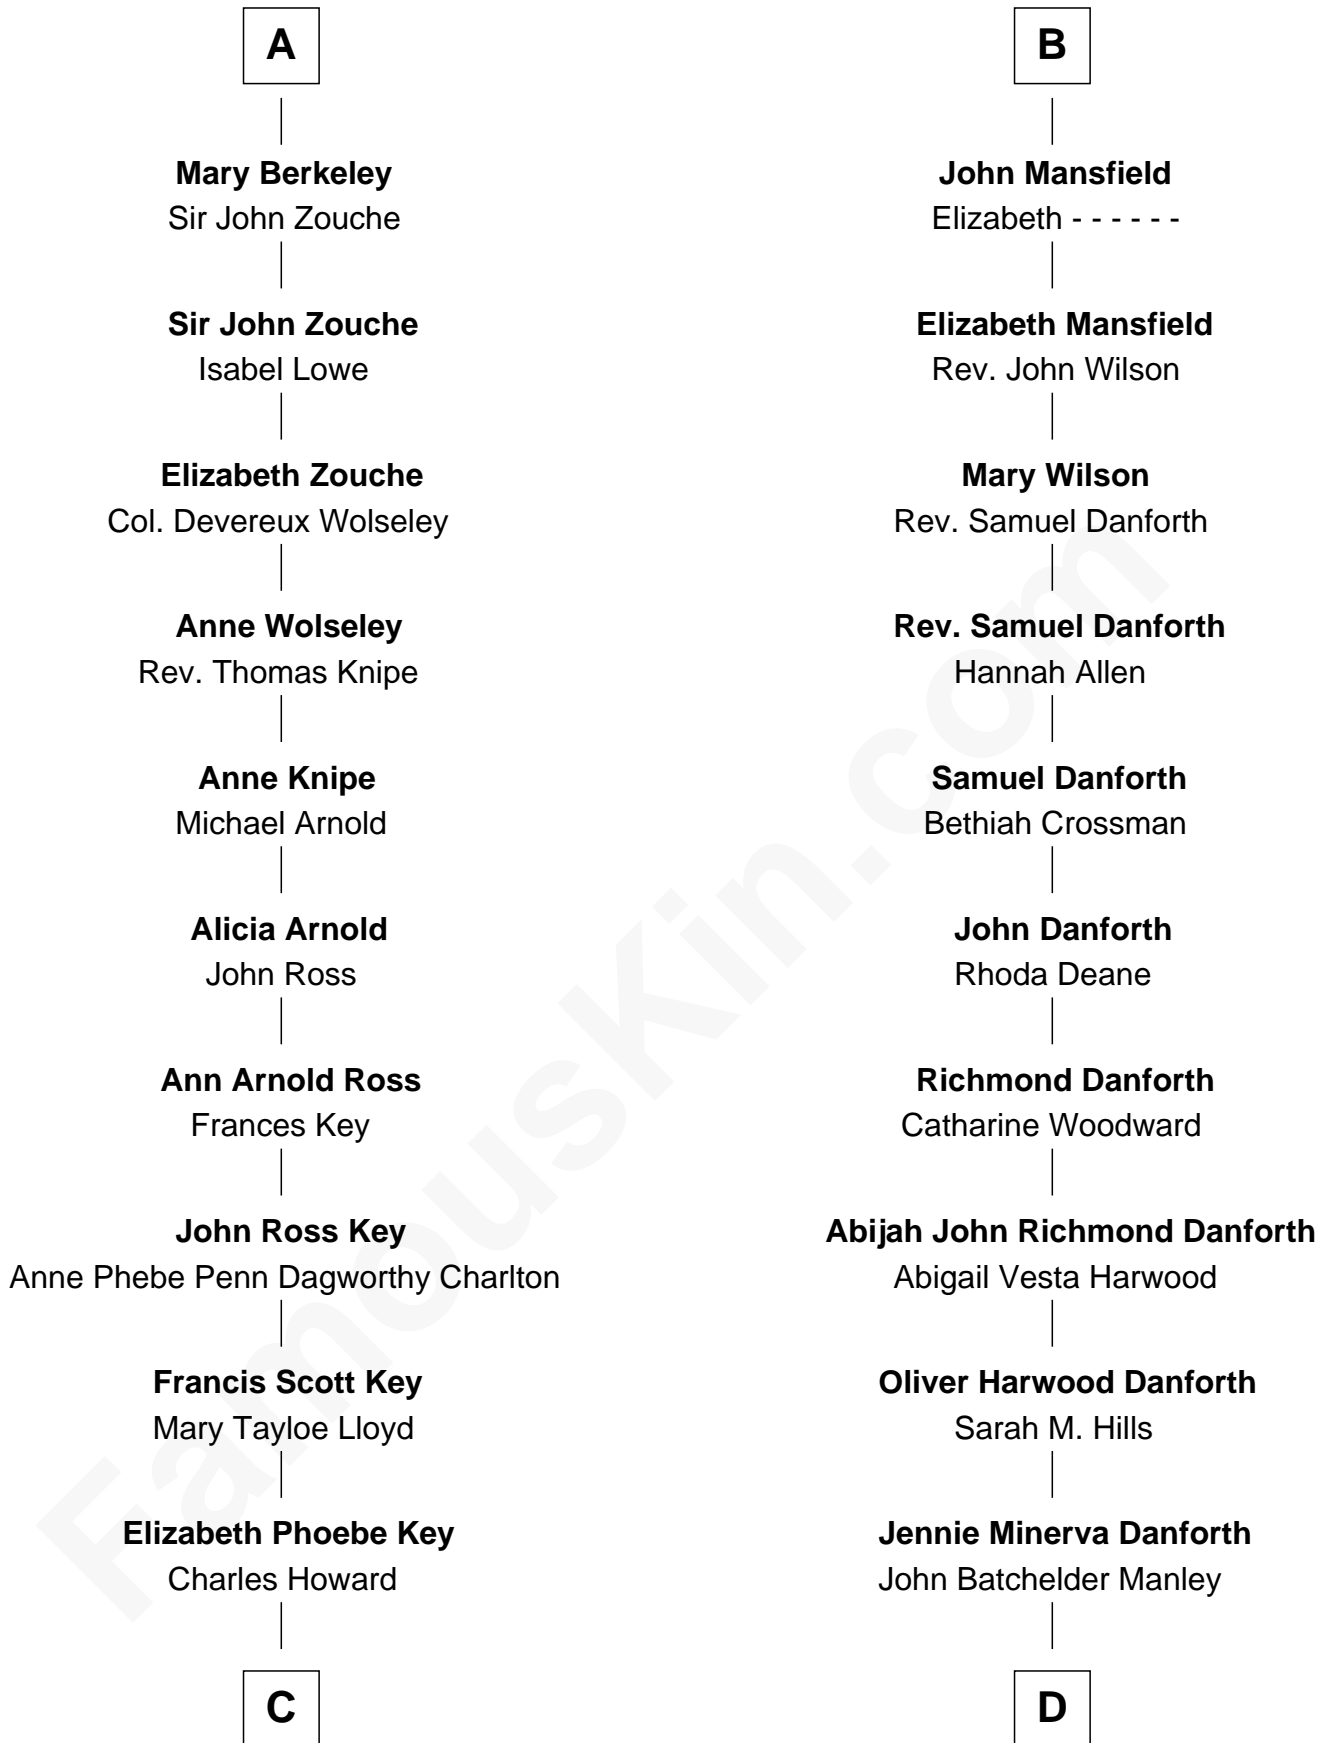 A
Mary Berkeley
Sir John Zouche
Sir John Zouche
Isabel Lowe
Elizabeth Zouche
Col. Devereux Wolseley
Anne Wolseley
Rev. Thomas Knipe
Anne Knipe
Michael Arnold
Alicia Arnold
John Ross
Ann Arnold Ross
Frances Key
John Ross Key
Anne Phebe Penn Dagworthy Charlton
Francis Scott Key
Mary Tayloe Lloyd
Elizabeth Phoebe Key
Charles Howard
C
B
John Mansfield
Elizabeth - - - - - -
Elizabeth Mansfield
Rev. John Wilson
Mary Wilson
Rev. Samuel Danforth
Rev. Samuel Danforth
Hannah Allen
Samuel Danforth
Bethiah Crossman
John Danforth
Rhoda Deane
Richmond Danforth
Catharine Woodward
Abijah John Richmond Danforth
Abigail Vesta Harwood
Oliver Harwood Danforth
Sarah M. Hills
Jennie Minerva Danforth
John Batchelder Manley
D
FamousKin.com